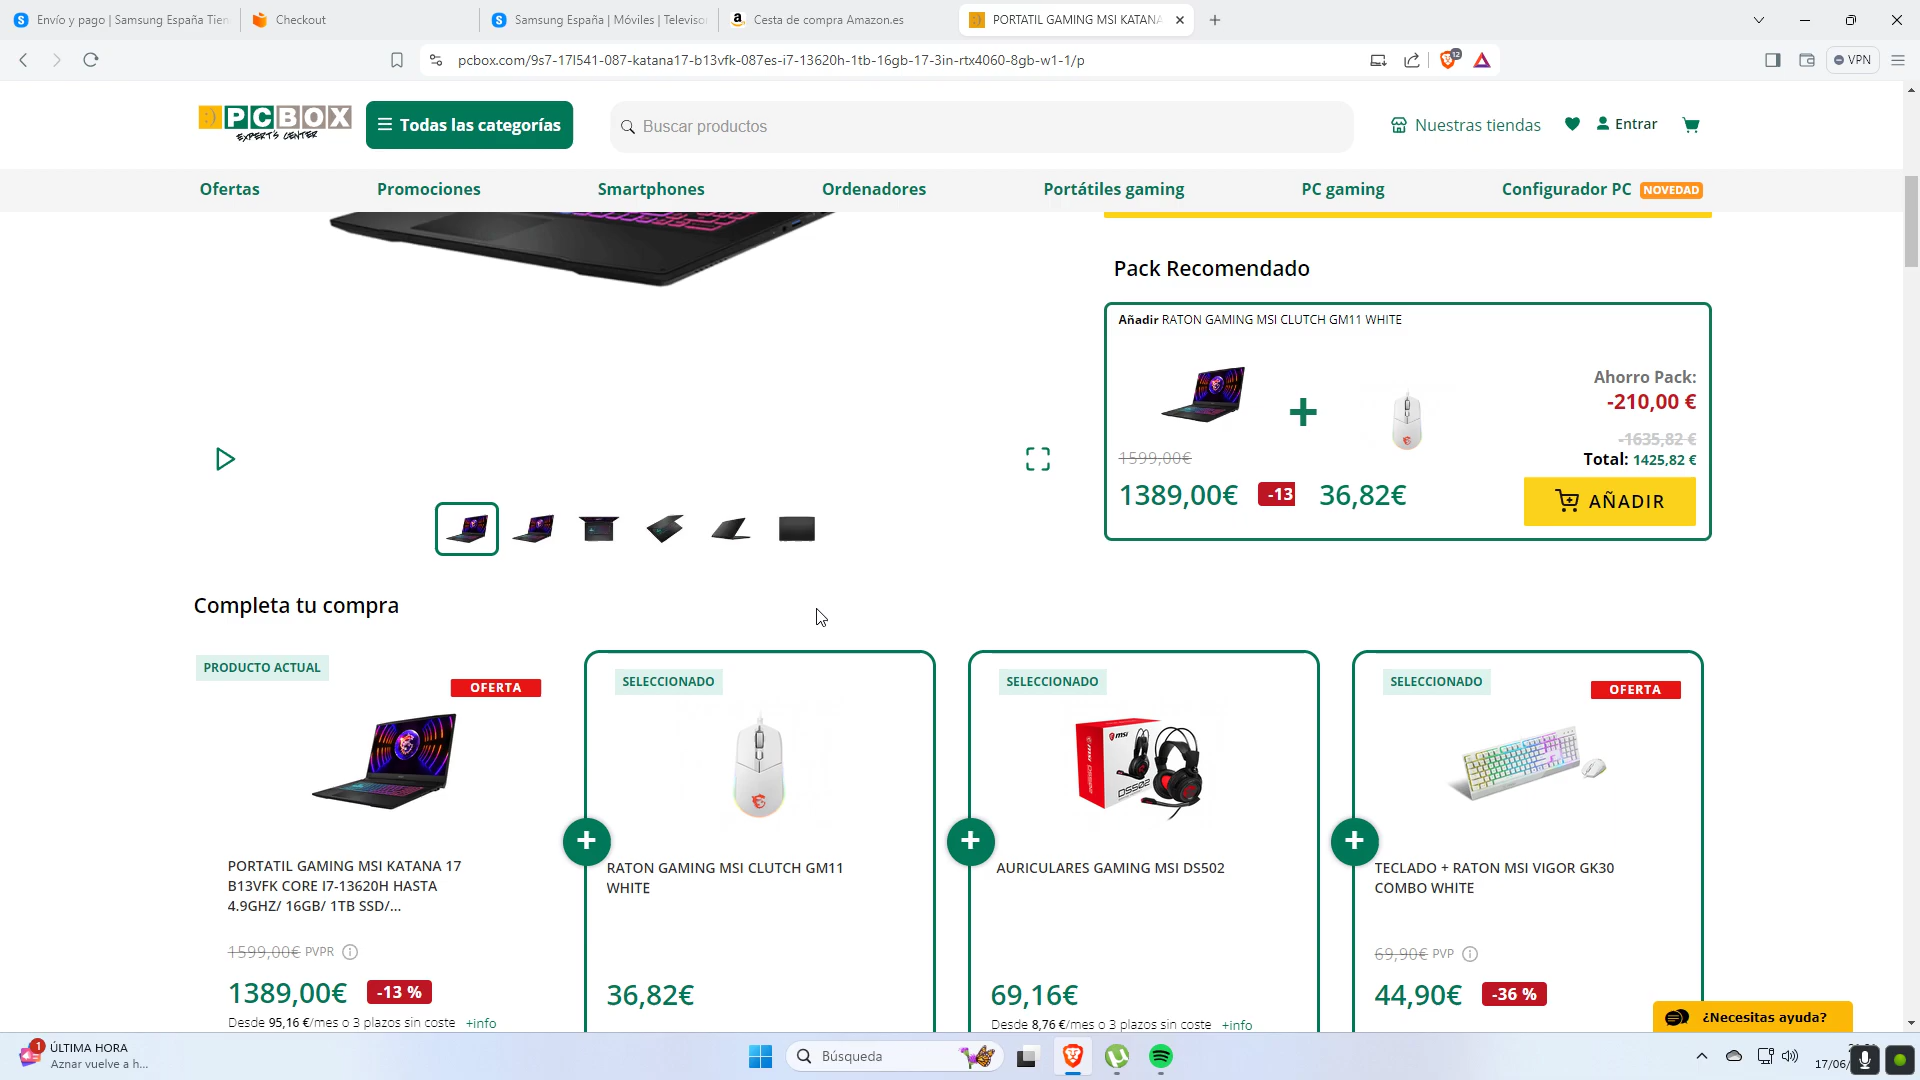 Envío y pago | Samsung España Tien
Checkout
Samsung España | Móviles | Televiso
Cesta de compra Amazon.es
PORTATIL GAMING MSI KATANA
pcbox.com/9s7-17l541-087-katana17-b13vfk-087es-i7-13620h-1tb-16gb-17-3in-rtx4060-8gb-w1-1/p
12
VPN
PCBOX
EXPERT'S CENTER
Todas las categorías
Buscar productos
Nuestras tiendas
Entrar
Ofertas
Promociones
Smartphones
Ordenadores
Portátiles gaming
PC gaming
Configurador PC NOVEDAD
Pack Recomendado
Añadir RATON GAMING MSI CLUTCH GM11 WHITE
Ahorro Pack:
-210,00 €
-1635,82 €
Total: 1425,82 €
1599,00€
1389,00€ -13 36,82€
AÑADIR
Completa tu compra
PRODUCTO ACTUAL
OFERTA
PORTATIL GAMING MSI KATANA 17
B13VFK CORE I7-13620H HASTA
4.9GHZ/ 16GB/ 1TB SSD/...
1599,00€ PVPR
1389,00€ -13 %
Desde 95,16 €/mes o 3 plazos sin coste +info
SELECCIONADO
RATON GAMING MSI CLUTCH GM11
WHITE
36,82€
SELECCIONADO
msi
DS502
AURICULARES GAMING MSI DS502
69,16€
Desde 8,76 €/mes o 3 plazos sin coste +info
SELECCIONADO
OFERTA
TECLADO + RATON MSI VIGOR GK30
COMBO WHITE
69,90€ PVP
44,90€ -36 %
¿Necesitas ayuda?
1
ÚLTIMA HORA
Aznar vuelve a h...
Búsqueda
17/06/